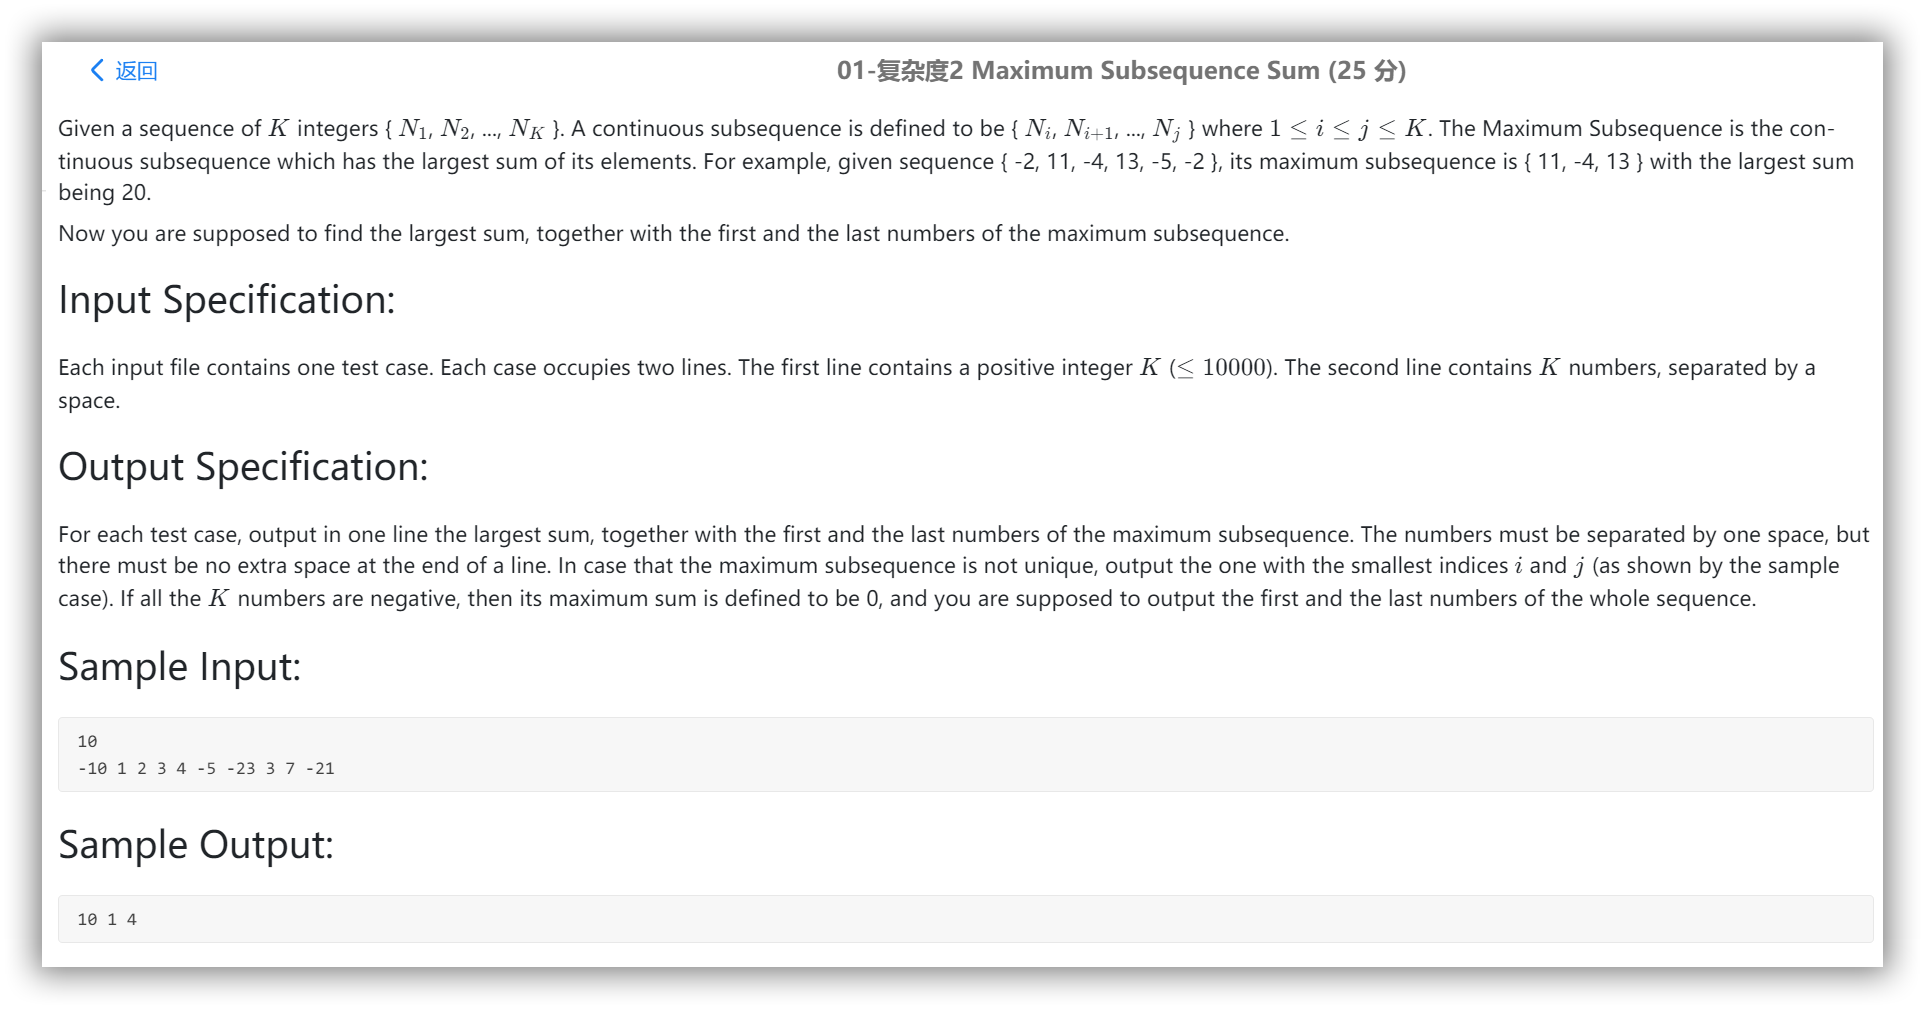 返回
01-复杂度2 Maximum Subsequence Sum (25 分)
Given a sequence of K integers { N₁, N₂, ..., N_K }. A continuous subsequence is defined to be { N_i, N_{i+1}, ..., N_j } where 1 ≤ i ≤ j ≤ K. The Maximum Subsequence is the con-
tinuous subsequence which has the largest sum of its elements. For example, given sequence { -2, 11, -4, 13, -5, -2 }, its maximum subsequence is { 11, -4, 13 } with the largest sum
being 20.
Now you are supposed to find the largest sum, together with the first and the last numbers of the maximum subsequence.
Input Specification:
Each input file contains one test case. Each case occupies two lines. The first line contains a positive integer K (≤ 10000). The second line contains K numbers, separated by a
space.
Output Specification:
For each test case, output in one line the largest sum, together with the first and the last numbers of the maximum subsequence. The numbers must be separated by one space, but
there must be no extra space at the end of a line. In case that the maximum subsequence is not unique, output the one with the smallest indices i and j (as shown by the sample
case). If all the K numbers are negative, then its maximum sum is defined to be 0, and you are supposed to output the first and the last numbers of the whole sequence.
Sample Input:
10
-10 1 2 3 4 -5 -23 3 7 -21
Sample Output:
10 1 4